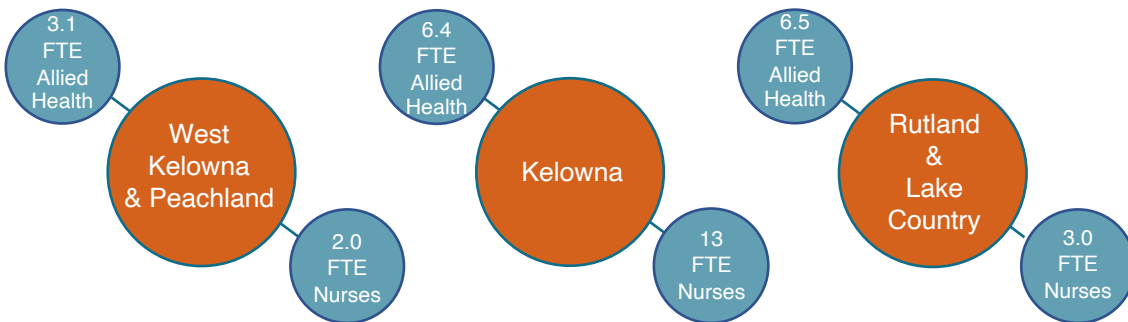 3.1
FTE
Allied
Health
West
Kelowna
& Peachland
2.0
FTE
Nurses
6.4
FTE
Allied
Health
Kelowna
13
FTE
Nurses
6.5
FTE
Allied
Health
Rutland
&
Lake
Country
3.0
FTE
Nurses